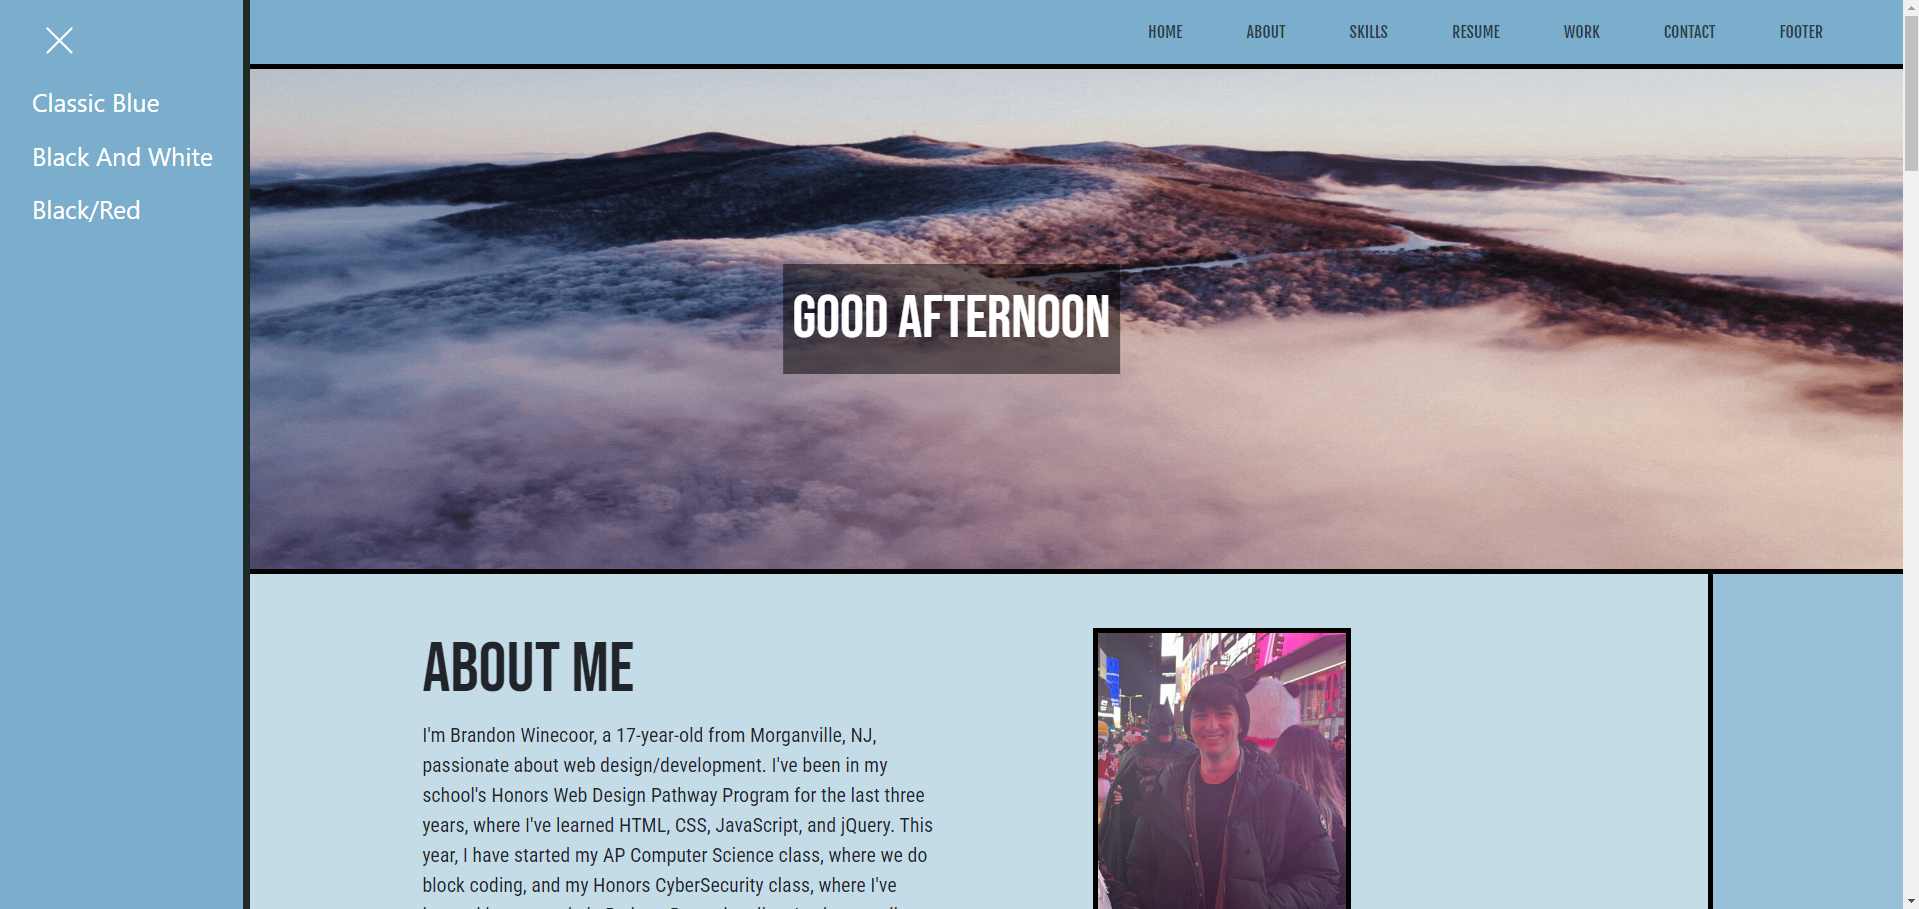 HOME ABOUT SKILLS RESUME WORK CONTACT FOOTER
Classic Blue
Black And White
Black/Red
GOOD AFTERNOON
ABOUT ME
I'm Brandon Winecoor, a 17-year-old from Morganville, NJ,
passionate about web design/development. I've been in my
school's Honors Web Design Pathway Program for the last three
years, where I've learned HTML, CSS, JavaScript, and jQuery. This
year, I have started my AP Computer Science class, where we do
block coding, and my Honors CyberSecurity class, where I've